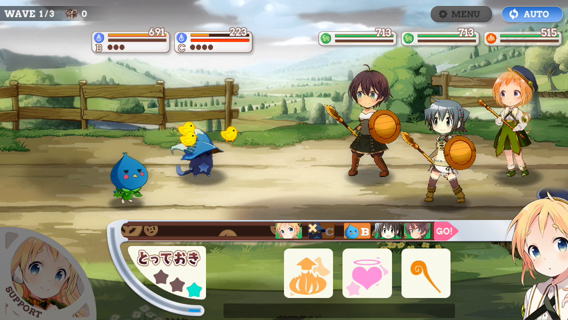 WAVE 1/3 0
MENU
AUTO
691
B
223
C
713
713
515
C
B
GO!
とっておき
SUPPORT